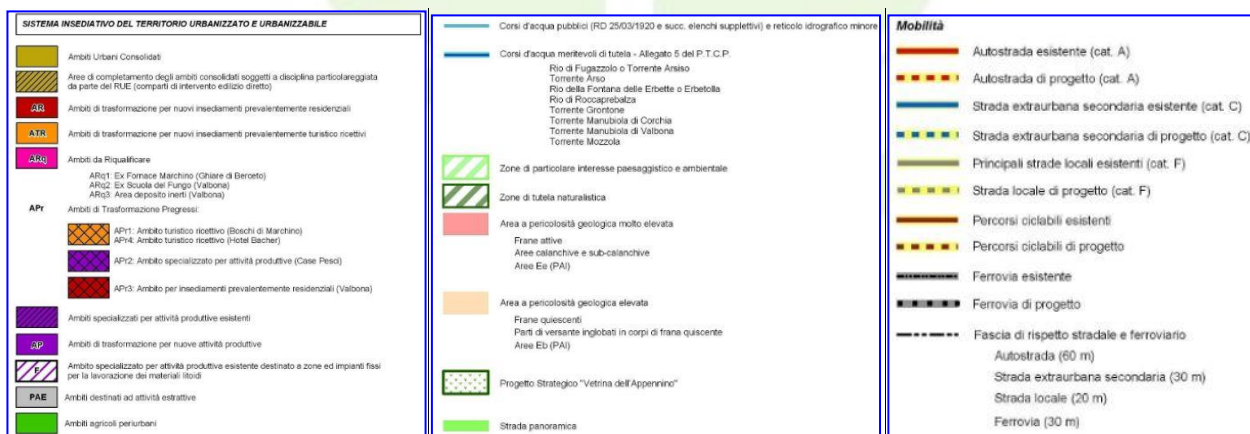 SISTEMA INSEDIATIVO DEL TERRITORIO URBANIZZATO E URBANIZZABILE
Ambiti Urbani Consolidati
Aree di completamento degli ambiti consolidati soggetti a disciplina particolareggiata
da parte del RUE (comparti di intervento edilizio diretto)
AR Ambiti di trasformazione per nuovi insediamenti prevalentemente residenziali
ATR Ambiti di trasformazione per nuovi insediamenti prevalentemente turistico ricettivi
ARq Ambiti da Riqualificare
ARq1: Ex Fornace Marchino (Ghiare di Berceto)
ARq2: Ex Scuola del Fungo (Valbona)
ARq3: Area deposito inerti (Valbona)
APr Ambiti di Trasformazione Pregressi:
APr1: Ambito turistico ricettivo (Boschi di Marchino)
APr4: Ambito turistico ricettivo (Hotel Bacher)
APr2: Ambito specializzato per attività produttive (Case Pesci)
APr3: Ambito per insediamenti prevalentemente residenziali (Valbona)
Ambiti specializzati per attività produttive esistenti
AP Ambiti di trasformazione per nuove attività produttive
F Ambito specializzato per attività produttiva esistente destinato a zone ed impianti fissi
per la lavorazione dei materiali litoidi
PAE Ambiti destinati ad attività estrattive
Ambiti agricoli periurbani
Corsi d'acqua pubblici (RD 25/03/1920 e succ. elenchi supplettivi) e reticolo idrografico minore
Corsi d'acqua meritevoli di tutela - Allegato 5 del P.T.C.P.
Rio di Fugazzolo o Torrente Arsiso
Torrente Arso
Rio della Fontana delle Erbette o Erbetolla
Rio di Roccaprebalza
Torrente Grontone
Torrente Manubiola di Corchia
Torrente Manubiola di Valbona
Torrente Mozzola
Zone di particolare interesse paesaggistico e ambientale
Zone di tutela naturalistica
Area a pericolosità geologica molto elevata
Frane attive
Aree calanchive e sub-calanchive
Aree Ee (PAI)
Area a pericolosità geologica elevata
Frane quiescenti
Parti di versante inglobati in corpi di frana quiscente
Aree Eb (PAI)
Progetto Strategico "Vetrina dell'Appennino"
Strada panoramica
Mobilità
Autostrada esistente (cat. A)
Autostrada di progetto (cat. A)
Strada extraurbana secondaria esistente (cat. C)
Strada extraurbana secondaria di progetto (cat. C)
Principali strade locali esistenti (cat. F)
Strada locale di progetto (cat. F)
Percorsi ciclabili esistenti
Percorsi ciclabili di progetto
Ferrovia esistente
Ferrovia di progetto
Fascia di rispetto stradale e ferroviario
Autostrada (60 m)
Strada extraurbana secondaria (30 m)
Strada locale (20 m)
Ferrovia (30 m)